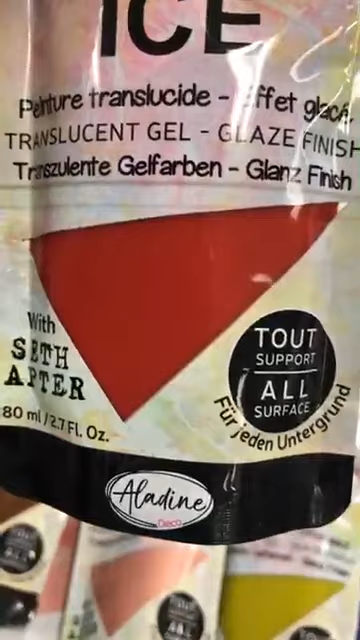 ICE
Peinture translucide - Effet glacé
TRANSLUCENT GEL - GLAZE FINISH
Transzulente Gelfarben - Glanz Finish
With
SETH
APTER
80 ml / 2.7 Fl. Oz.
TOUT
SUPPORT
ALL
SURFACE
Für jeden Untergrund
Aladine
Deco